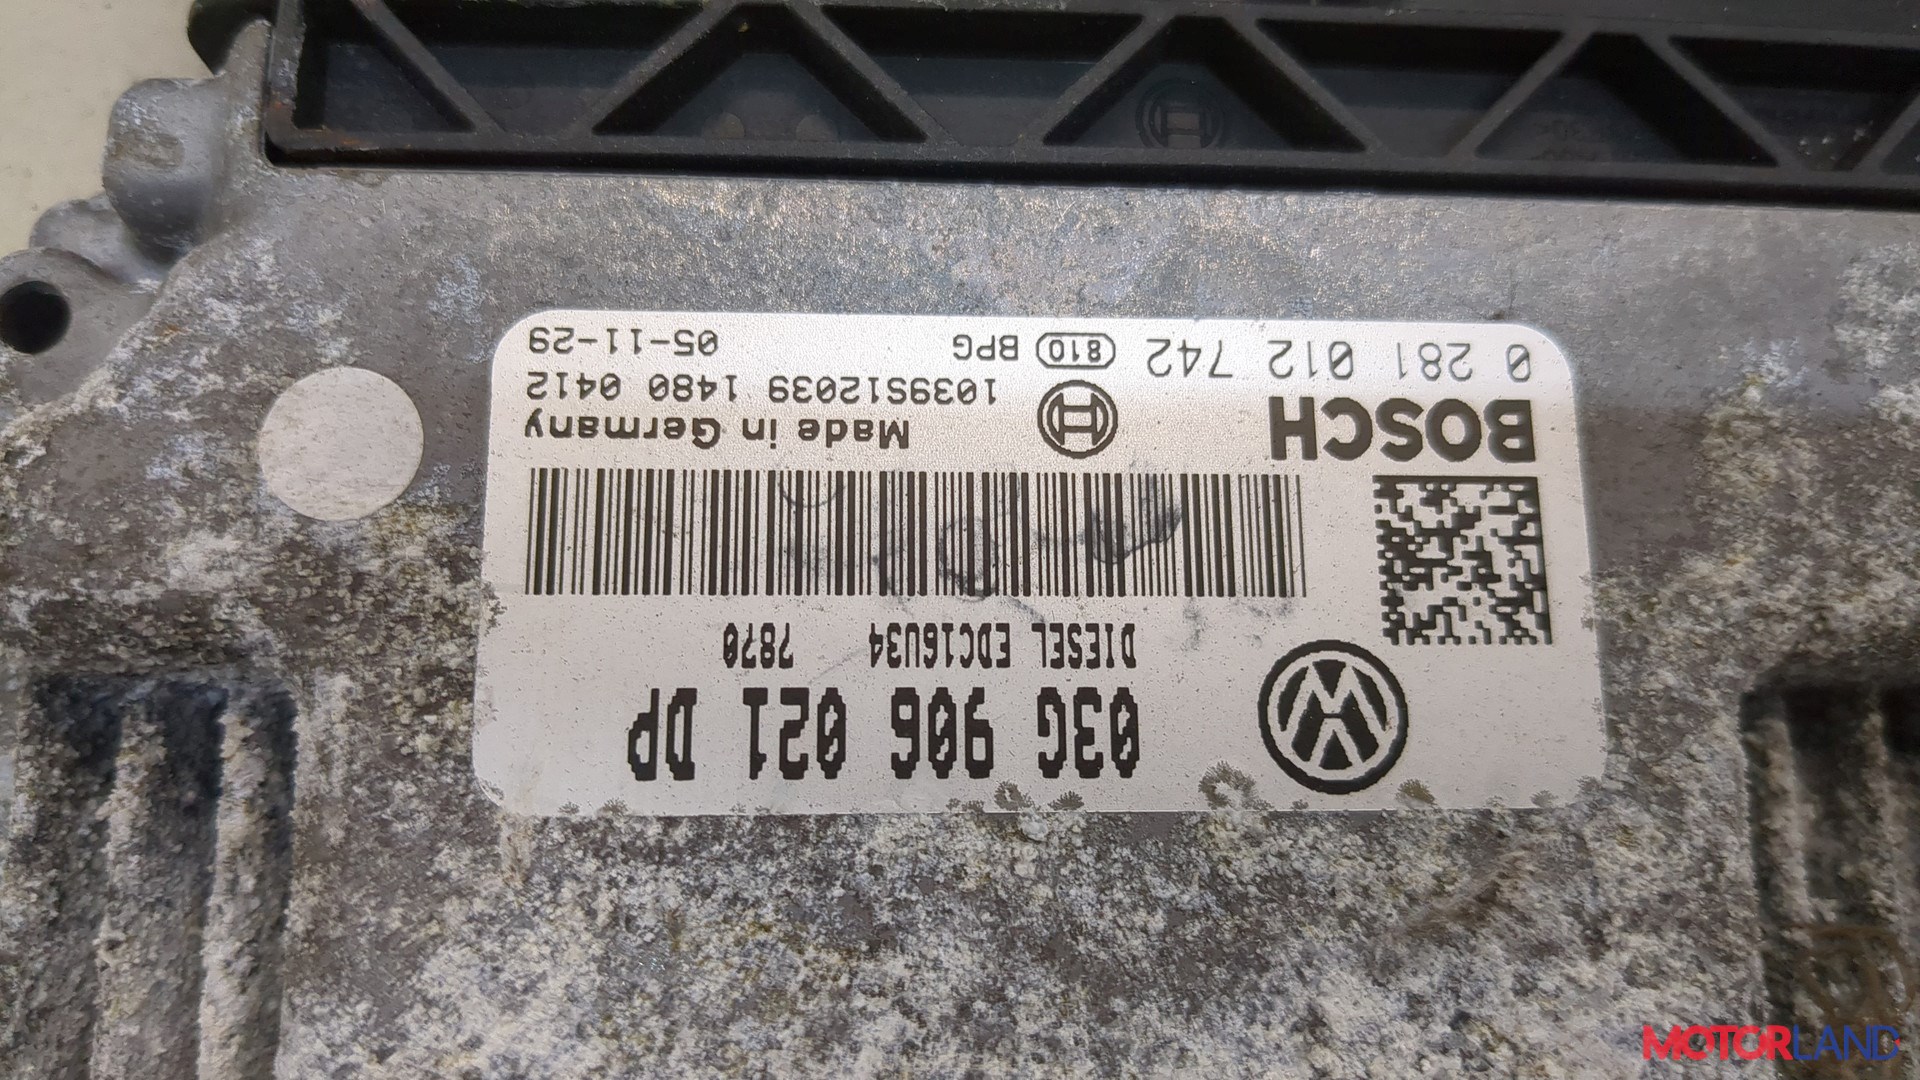 03G 906 021 DP
DIESEL EDC16U34 7870
BOSCH
Made in Germany
1039S12039 1480 0412
0 281 012 742 810 BPG 05-11-29
MOTORLAND